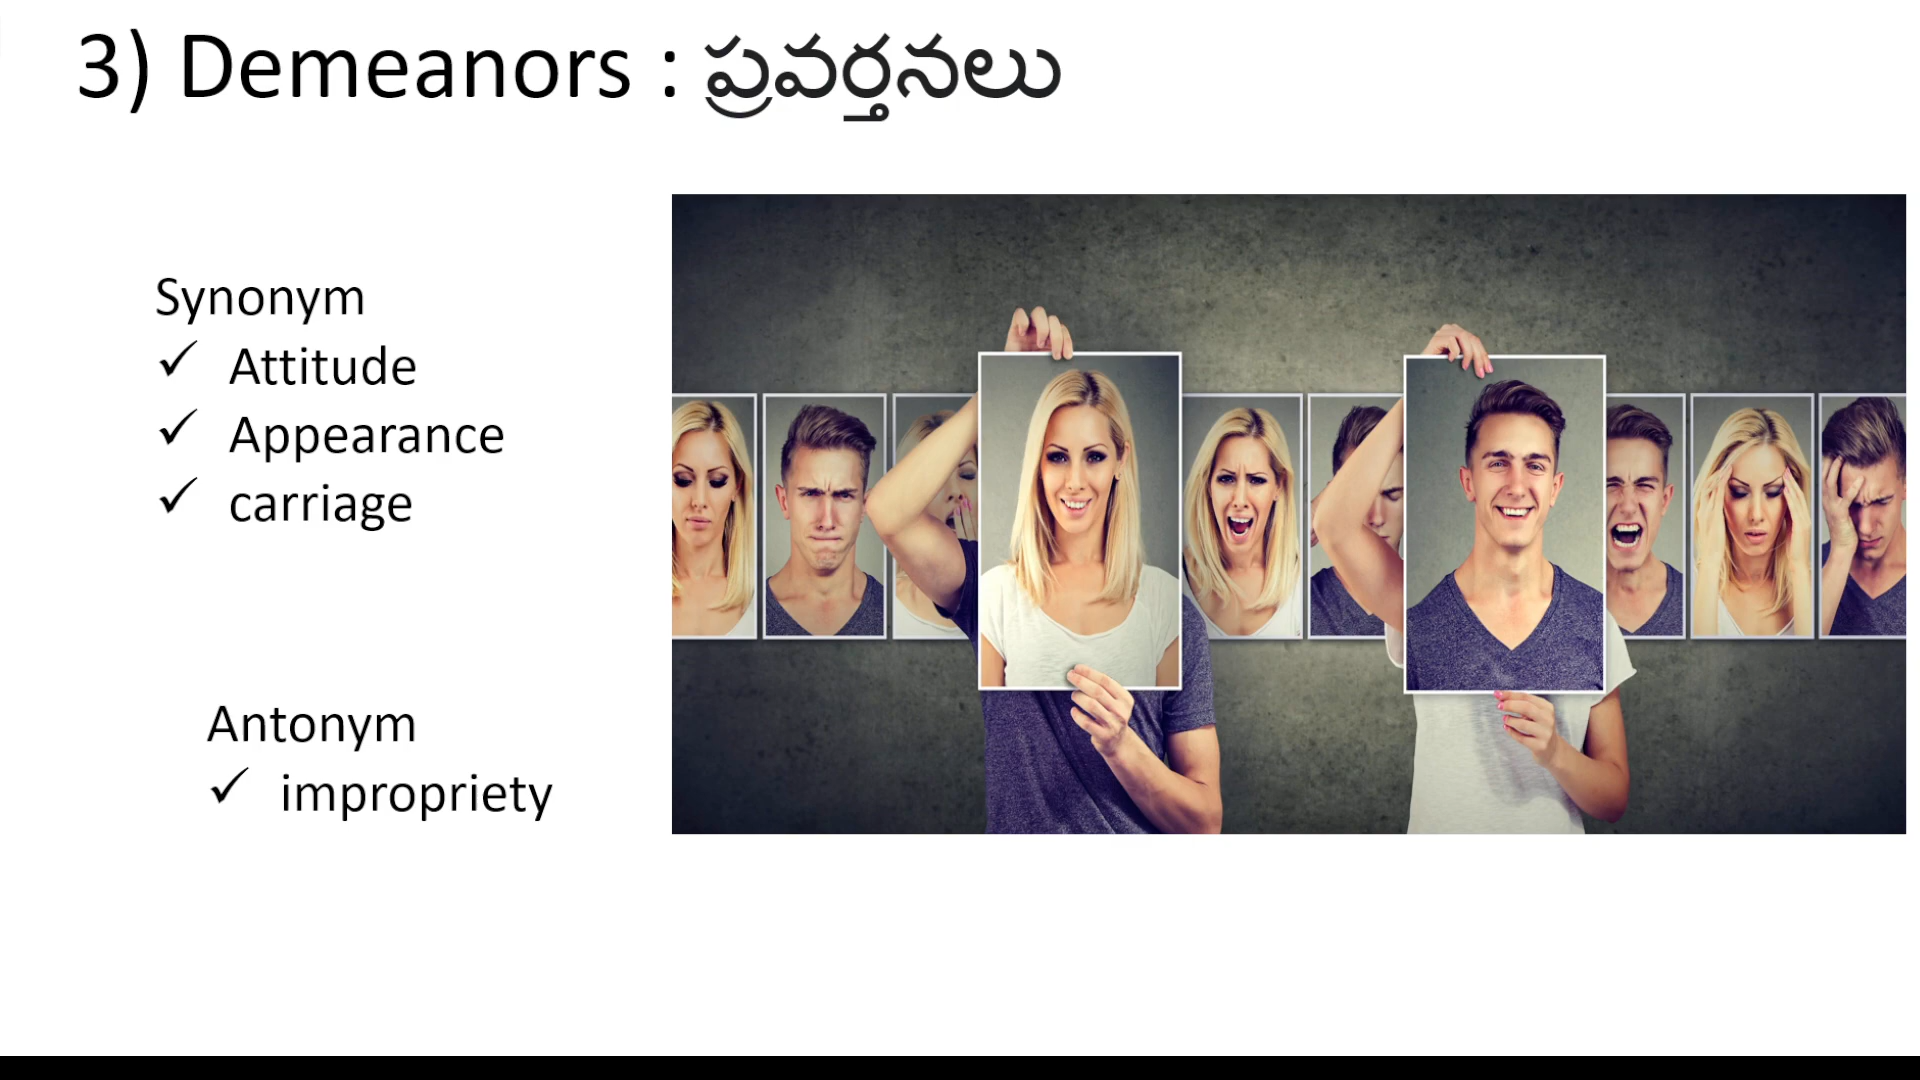 3) Demeanors : ప్రవర్తనలు
Synonym
✓ Attitude
✓ Appearance
✓ carriage
Antonym
✓ impropriety